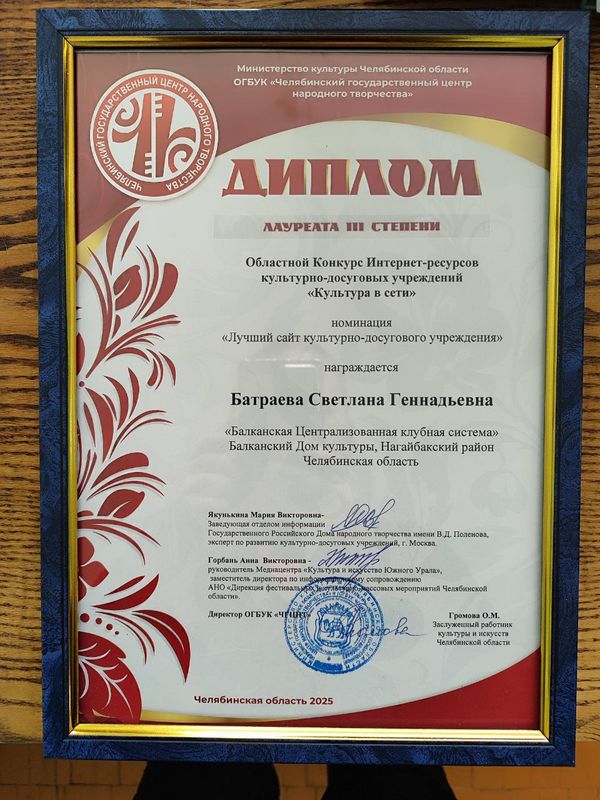 Министерство культуры Челябинской области
ОГБУК «Челябинский государственный центр
народного творчества»
ЧЕЛЯБИНСКИЙ ГОСУДАРСТВЕННЫЙ ЦЕНТР НАРОДНОГО ТВОРЧЕСТВА
ДИПЛОМ
ЛАУРЕАТА III СТЕПЕНИ
Областной Конкурс Интернет-ресурсов
культурно-досуговых учреждений
«Культура в сети»
номинация
«Лучший сайт культурно-досугового учреждения»
награждается
Батраева Светлана Геннадьевна
«Балканская Централизованная клубная система»
Балканский Дом культуры, Нагайбакский район
Челябинская область
Якунькина Мария Викторовна-
Заведующая отделом информации
Государственного Российского Дома народного творчества имени В.Д. Поленова,
эксперт по развитию культурно-досуговых учреждений, г. Москва.
Горбань Анна Викторовна -
руководитель Медиацентра «Культура и искусство Южного Урала»,
заместитель директора по информационному сопровождению
АНО «Дирекция фестивальных и культурно-массовых мероприятий Челябинской
области».
Директор ОГБУК «ЧГЦНТ»
Громова О.М.
Заслуженный работник
культуры и искусств
Челябинской области
Челябинская область 2025